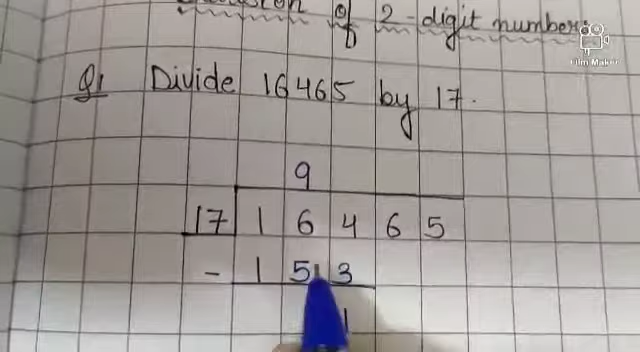 of 2-digit numbers
Film Maker
Q1 Divide 16465 by 17.
9
17 1 6 4 6 5
- 1 5 3
1